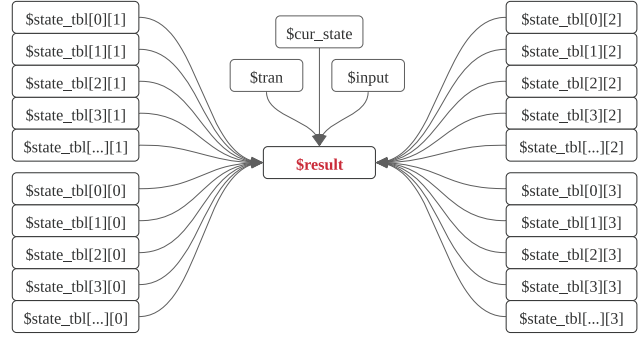 $state_tbl[0][1]
$state_tbl[1][1]
$state_tbl[2][1]
$state_tbl[3][1]
$state_tbl[...][1]
$state_tbl[0][0]
$state_tbl[1][0]
$state_tbl[2][0]
$state_tbl[3][0]
$state_tbl[...][0]
$cur_state
$tran
$input
$result
$state_tbl[0][2]
$state_tbl[1][2]
$state_tbl[2][2]
$state_tbl[3][2]
$state_tbl[...][2]
$state_tbl[0][3]
$state_tbl[1][3]
$state_tbl[2][3]
$state_tbl[3][3]
$state_tbl[...][3]